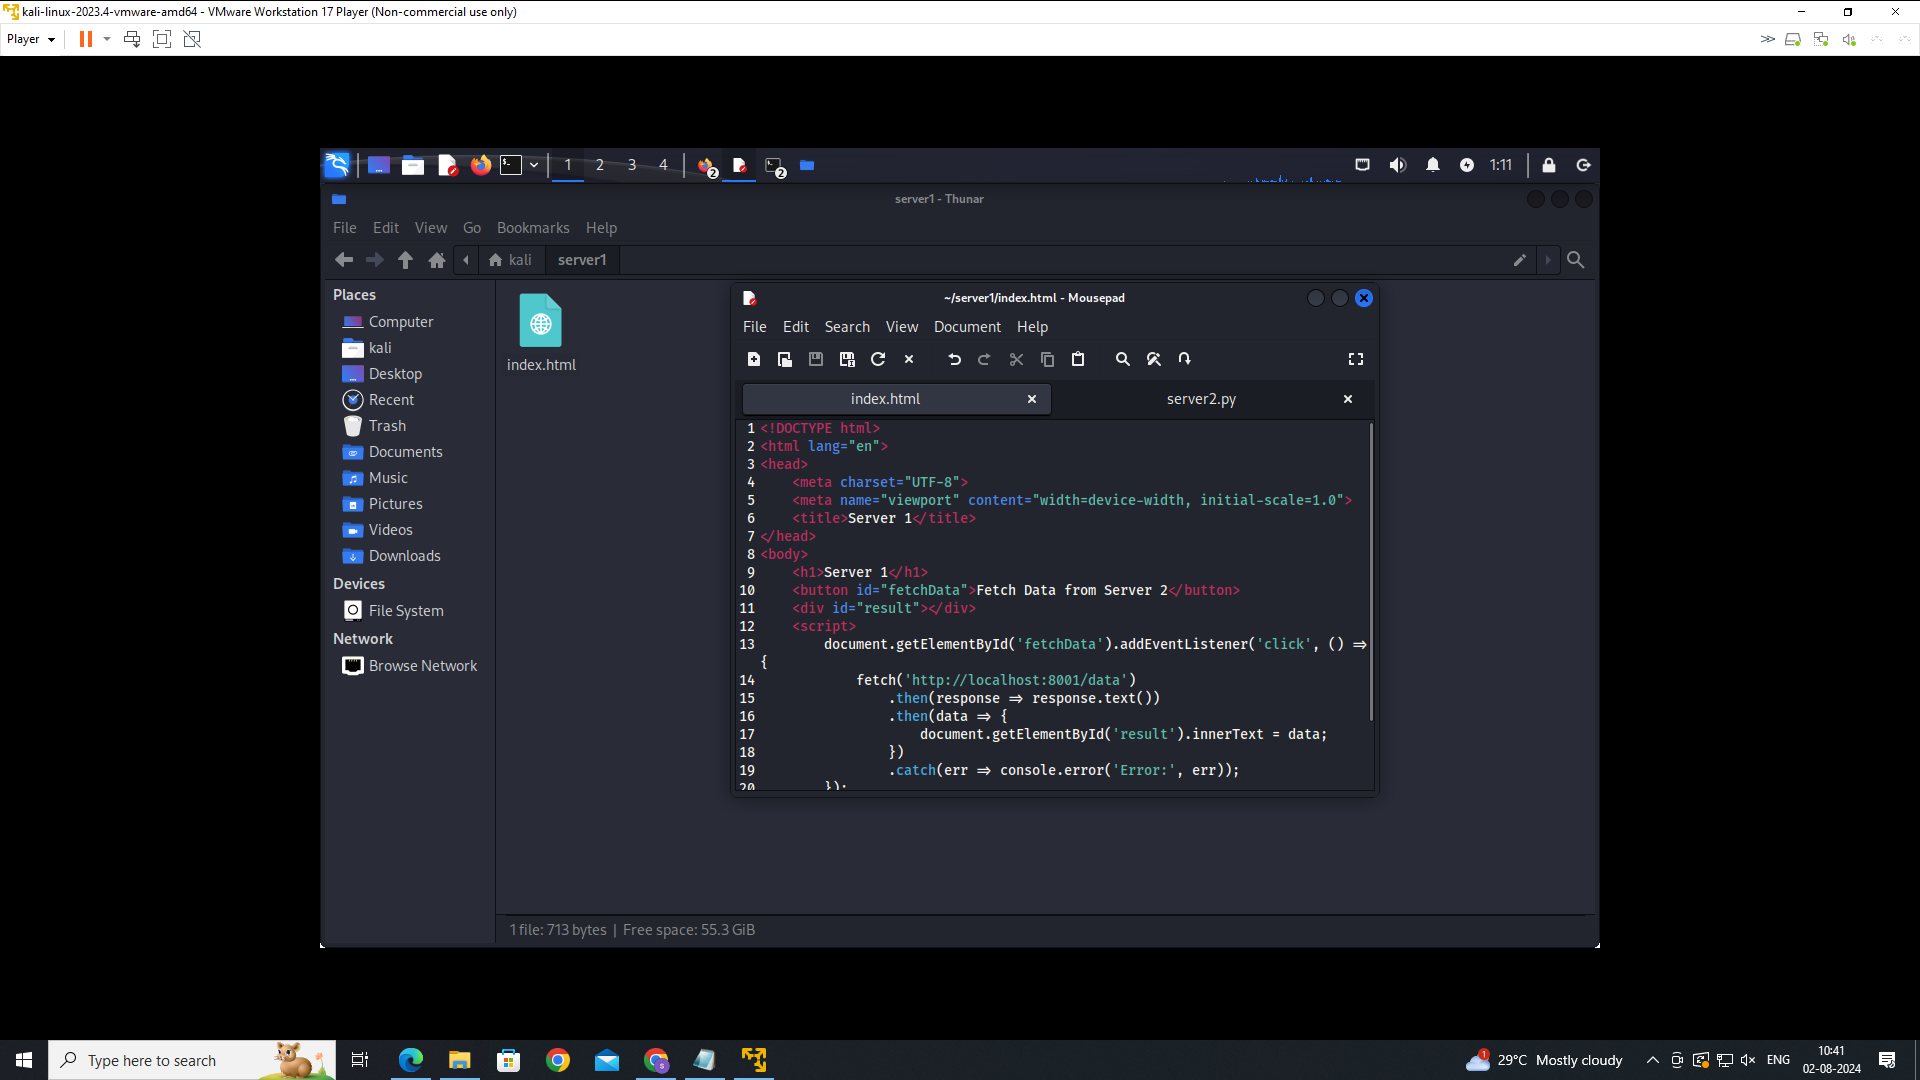 kali-linux-2023.4-vmware-amd64 - VMware Workstation 17 Player (Non-commercial use only)
Player
1 2 3 4 2 2 1:11
server1 - Thunar
File Edit View Go Bookmarks Help
kali server1
Places
Computer
kali
Desktop
Recent
Trash
Documents
Music
Pictures
Videos
Downloads
Devices
File System
Network
Browse Network
index.html
~/server1/index.html - Mousepad
File Edit Search View Document Help
index.html server2.py
1 <!DOCTYPE html>
2 <html lang="en">
3 <head>
4     <meta charset="UTF-8">
5     <meta name="viewport" content="width=device-width, initial-scale=1.0">
6     <title>Server 1</title>
7 </head>
8 <body>
9     <h1>Server 1</h1>
10     <button id="fetchData">Fetch Data from Server 2</button>
11     <div id="result"></div>
12     <script>
13         document.getElementById('fetchData').addEventListener('click', () =>
{
14             fetch('http://localhost:8001/data')
15                 .then(response => response.text())
16                 .then(data => {
17                     document.getElementById('result').innerText = data;
18                 })
19                 .catch(err => console.error('Error:', err));
20         });
1 file: 713 bytes | Free space: 55.3 GiB
Type here to search
1 29°C Mostly cloudy
ENG
10:41
02-08-2024